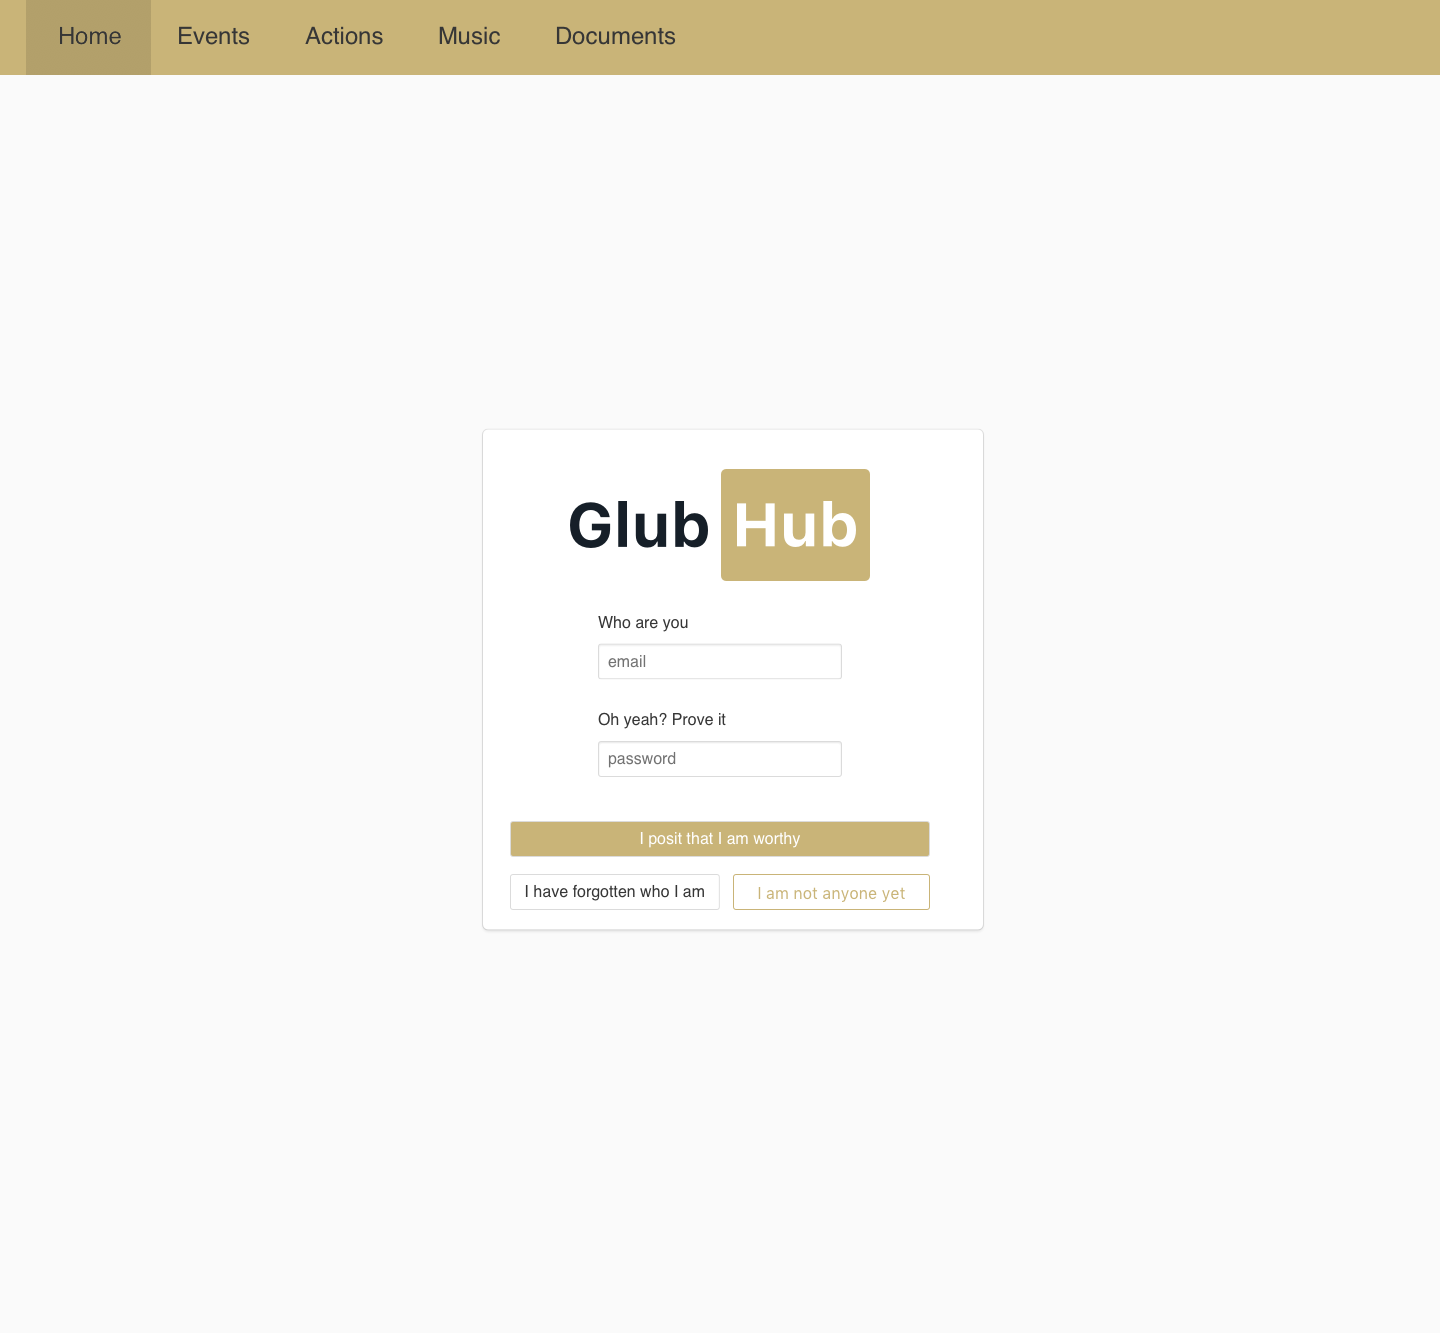 Home Events Actions Music Documents
Glub Hub
Who are you
email
Oh yeah? Prove it
password
I posit that I am worthy
I have forgotten who I am I am not anyone yet